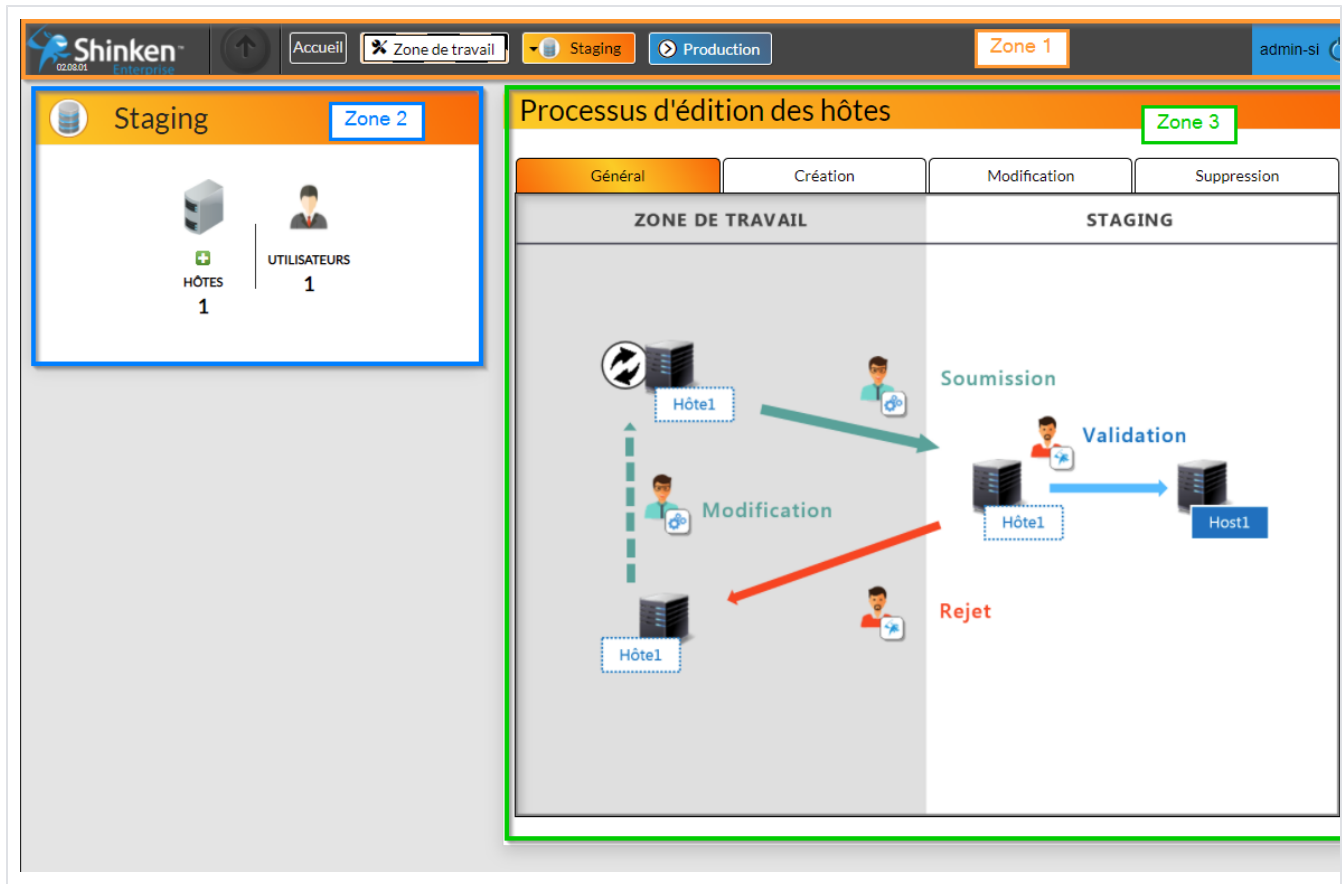 Shinken
02.08.01 Enterprise
Accueil
Zone de travail
Staging
Production
Zone 1
admin-si
Staging
Zone 2
HÔTES
1
UTILISATEURS
1
Processus d'édition des hôtes
Zone 3
Général
Création
Modification
Suppression
ZONE DE TRAVAIL
STAGING
Hôte1
Soumission
Validation
Modification
Hôte1
Host1
Rejet
Hôte1